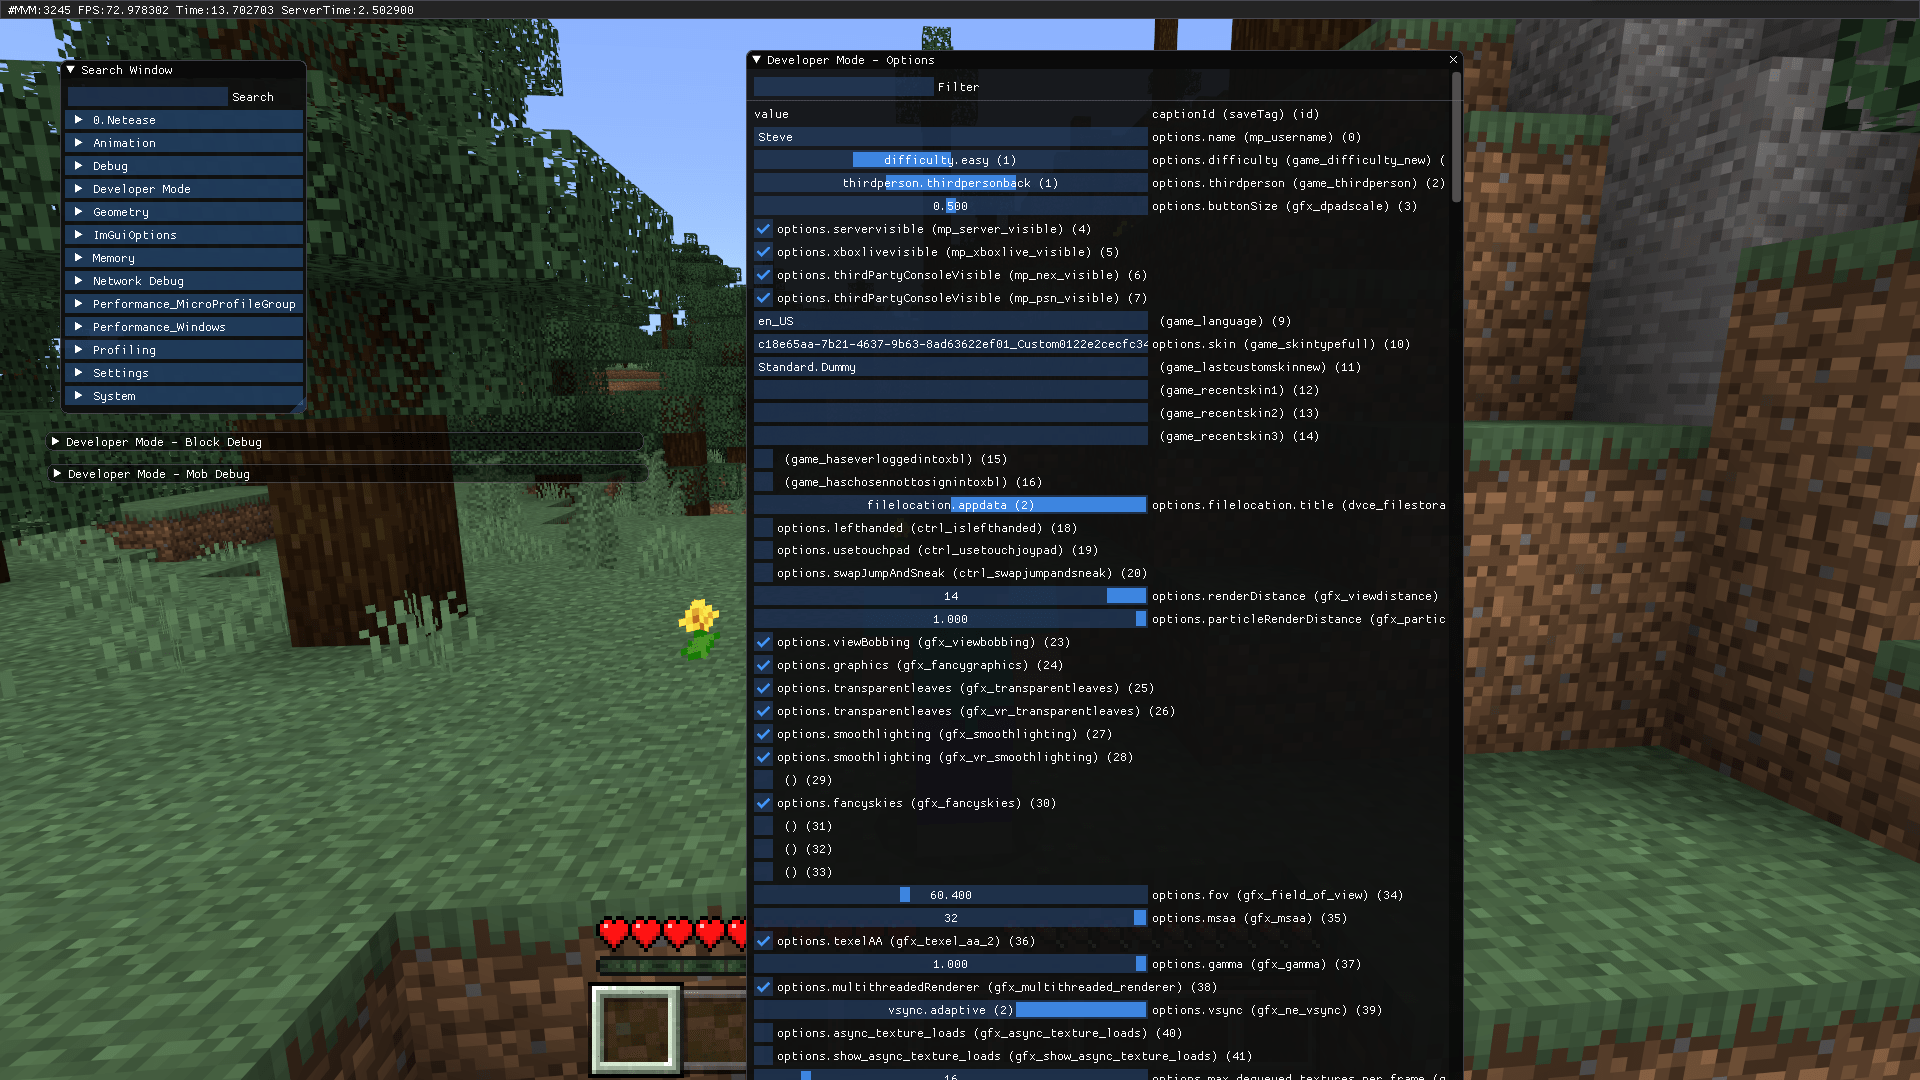 #MVM:3245 FPS:72.978302 Time:13.702703 ServerTime:2.502900
Search Window
Search
0.Netease
Animation
Debug
Developer Mode
Geometry
ImGuiOptions
Memory
Network Debug
Performance_MicroProfileGroup
Performance_Windows
Profiling
Settings
System
Developer Mode - Block Debug
Developer Mode - Mob Debug
Developer Mode - Options
Filter
value captionId (saveTag) (id)
Steve options.name (mp_username) (0)
difficulty.easy (1) options.difficulty (game_difficulty_new) (
thirdperson.thirdpersonback (1) options.thirdperson (game_thirdperson) (2)
0.500 options.buttonSize (gfx_dpadscale) (3)
options.servervisible (mp_server_visible) (4)
options.xboxlivevisible (mp_xboxlive_visible) (5)
options.thirdPartyConsoleVisible (mp_nex_visible) (6)
options.thirdPartyConsoleVisible (mp_psn_visible) (7)
en_US (game_language) (9)
c18e65aa-7b21-4637-9b63-8ad63622ef01_Custom0122e2cecfc34 options.skin (game_skintypefull) (10)
Standard.Dummy (game_lastcustomskinnew) (11)
(game_recentskin1) (12)
(game_recentskin2) (13)
(game_recentskin3) (14)
(game_haseverloggedintoxbl) (15)
(game_haschosennottosignintoxbl) (16)
filelocation.appdata (2) options.filelocation.title (dvce_filestora
options.lefthanded (ctrl_islefthanded) (18)
options.usetouchpad (ctrl_usetouchjoypad) (19)
options.swapJumpAndSneak (ctrl_swapjumpandsneak) (20)
14 options.renderDistance (gfx_viewdistance)
1.000 options.particleRenderDistance (gfx_partic
options.viewBobbing (gfx_viewbobbing) (23)
options.graphics (gfx_fancygraphics) (24)
options.transparentleaves (gfx_transparentleaves) (25)
options.transparentleaves (gfx_vr_transparentleaves) (26)
options.smoothlighting (gfx_smoothlighting) (27)
options.smoothlighting (gfx_vr_smoothlighting) (28)
() (29)
options.fancyskies (gfx_fancyskies) (30)
() (31)
() (32)
() (33)
60.400 options.fov (gfx_field_of_view) (34)
32 options.msaa (gfx_msaa) (35)
options.texelAA (gfx_texel_aa_2) (36)
1.000 options.gamma (gfx_gamma) (37)
options.multithreadedRenderer (gfx_multithreaded_renderer) (38)
vsync.adaptive (2) options.vsync (gfx_ne_vsync) (39)
options.async_texture_loads (gfx_async_texture_loads) (40)
options.show_async_texture_loads (gfx_show_async_texture_loads) (41)
16 options.max_dequeued_textures_per_frame (g